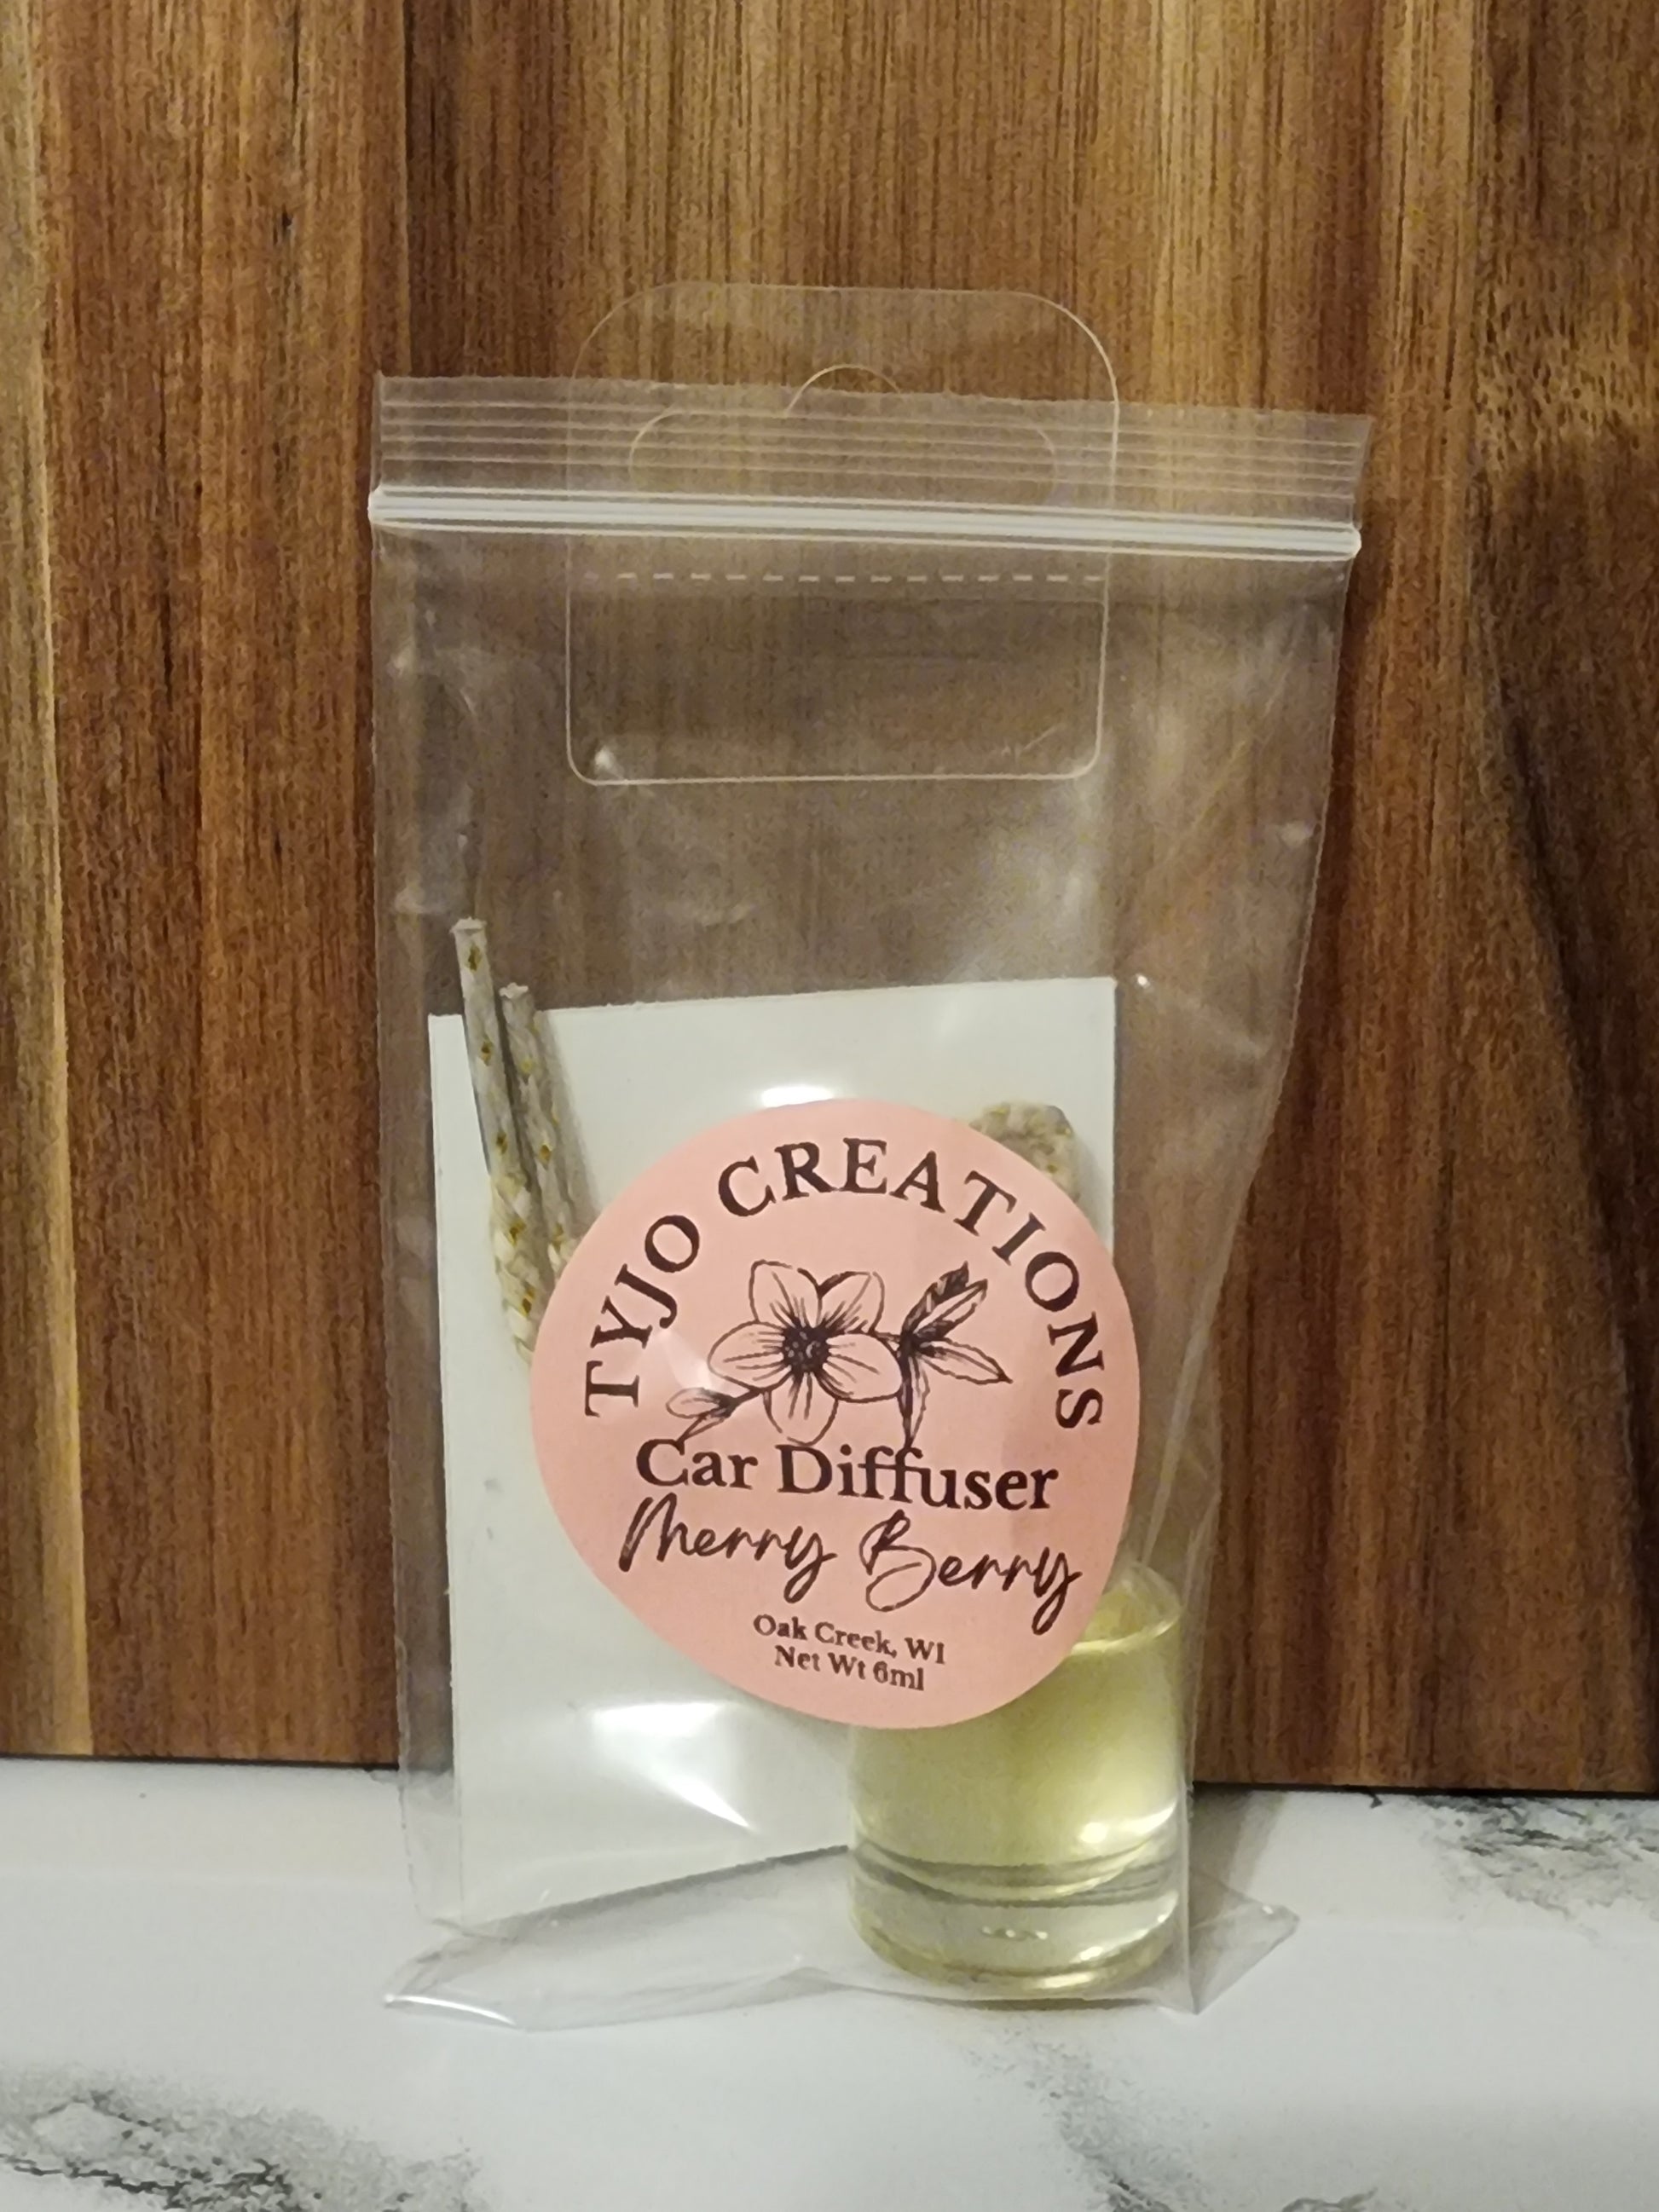 TYJO CREATIONS
Car Diffuser
Merry Berry
Oak Creek, WI
Net Wt 6ml